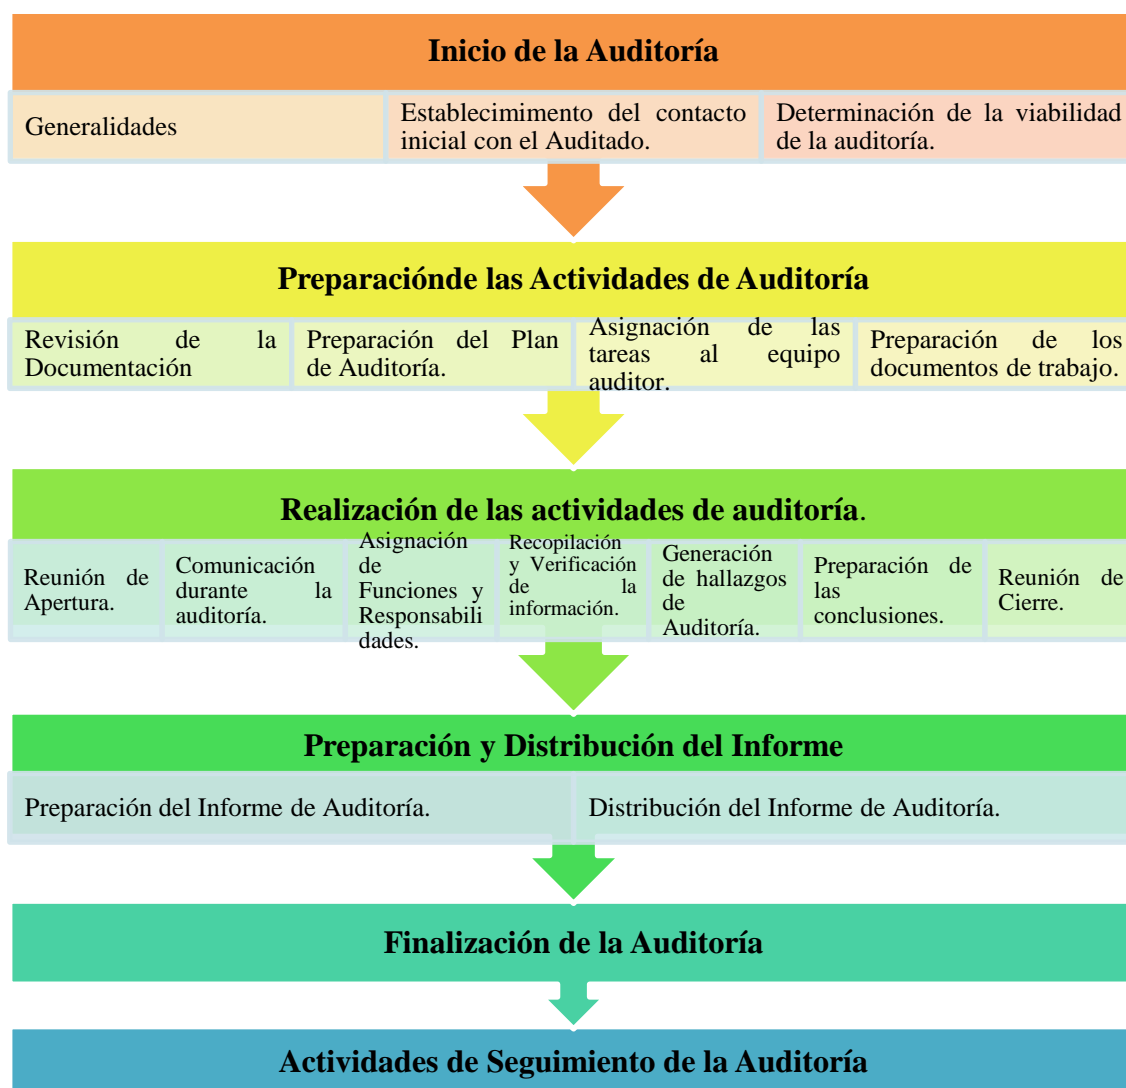 Inicio de la Auditoría
Generalidades
Establecimimento del contacto
inicial con el Auditado.
Determinación de la viabilidad
de la auditoría.
Preparaciónde las Actividades de Auditoría
Revisión de la
Documentación
Preparación del Plan
de Auditoría.
Asignación de las
tareas al equipo
auditor.
Preparación de los
documentos de trabajo.
Realización de las actividades de auditoría.
Reunión de
Apertura.
Comunicación
durante la
auditoría.
Asignación
de
Funciones y
Responsabili
dades.
Recopilación
y Verificación
de la
información.
Generación
de hallazgos
de
Auditoría.
Preparación de
las
conclusiones.
Reunión de
Cierre.
Preparación y Distribución del Informe
Preparación del Informe de Auditoría.
Distribución del Informe de Auditoría.
Finalización de la Auditoría
Actividades de Seguimiento de la Auditoría